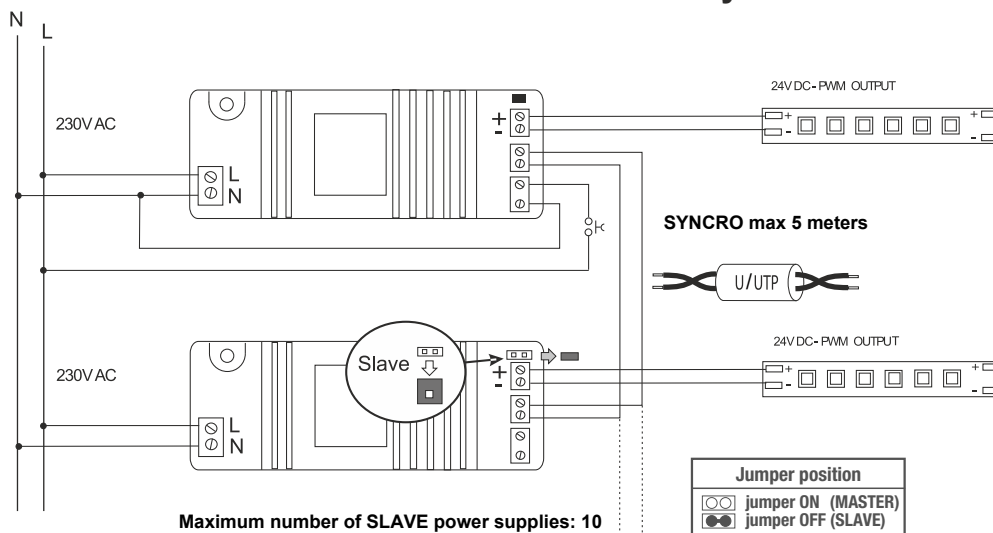 N
L
230V AC
L
N
+
-
24V DC- PWM OUTPUT
+
-
+
-
SYNCRO max 5 meters
U/UTP
230V AC
L
N
Slave
+
-
24V DC- PWM OUTPUT
+
-
+
-
Jumper position
jumper ON (MASTER)
jumper OFF (SLAVE)
Maximum number of SLAVE power supplies: 10